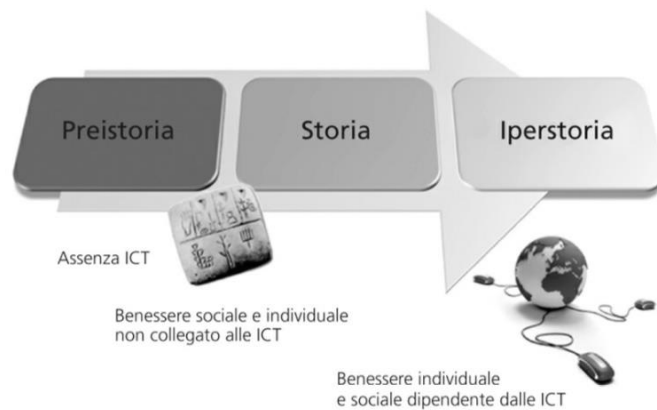 Preistoria
Storia
Iperstoria
Assenza ICT
Benessere sociale e individuale
non collegato alle ICT
Benessere individuale
e sociale dipendente dalle ICT